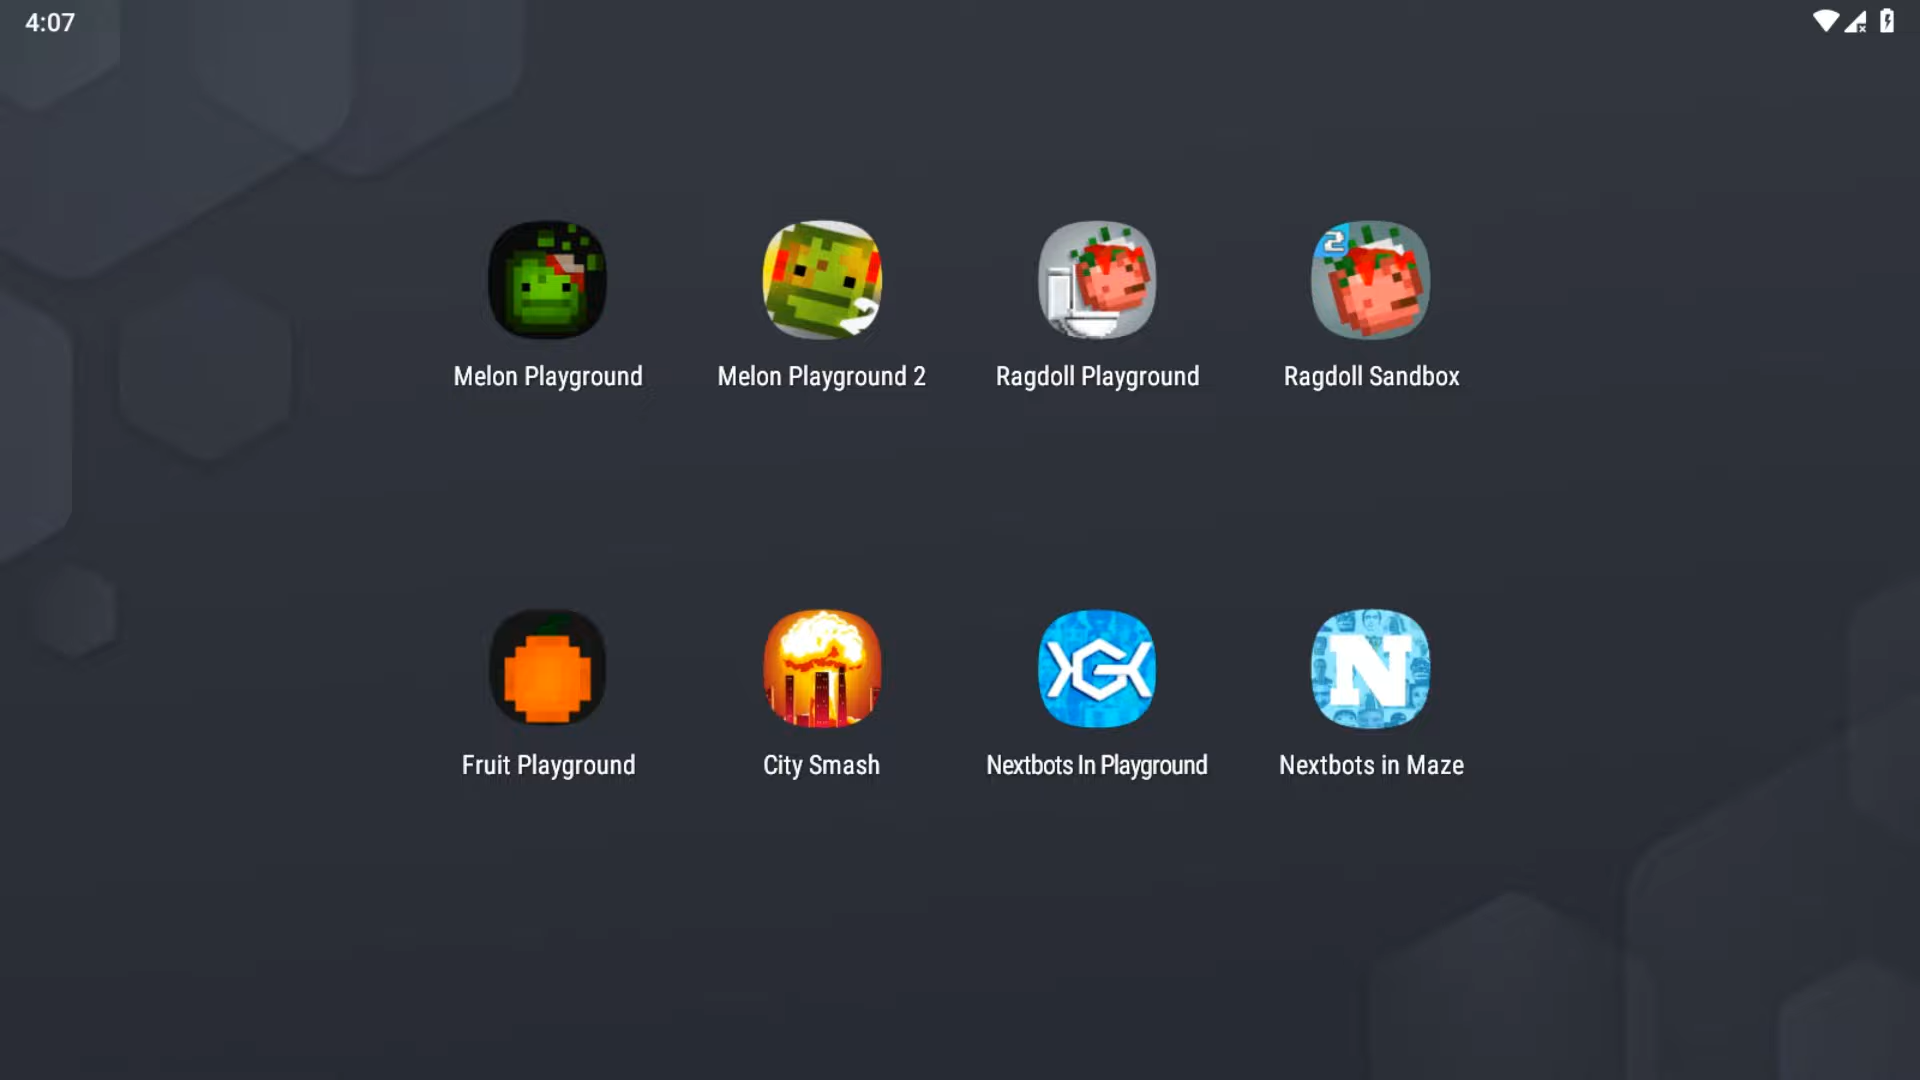 4:07
Melon Playground
Melon Playground 2
Ragdoll Playground
2
Ragdoll Sandbox
Fruit Playground
City Smash
Nextbots In Playground
N
Nextbots in Maze